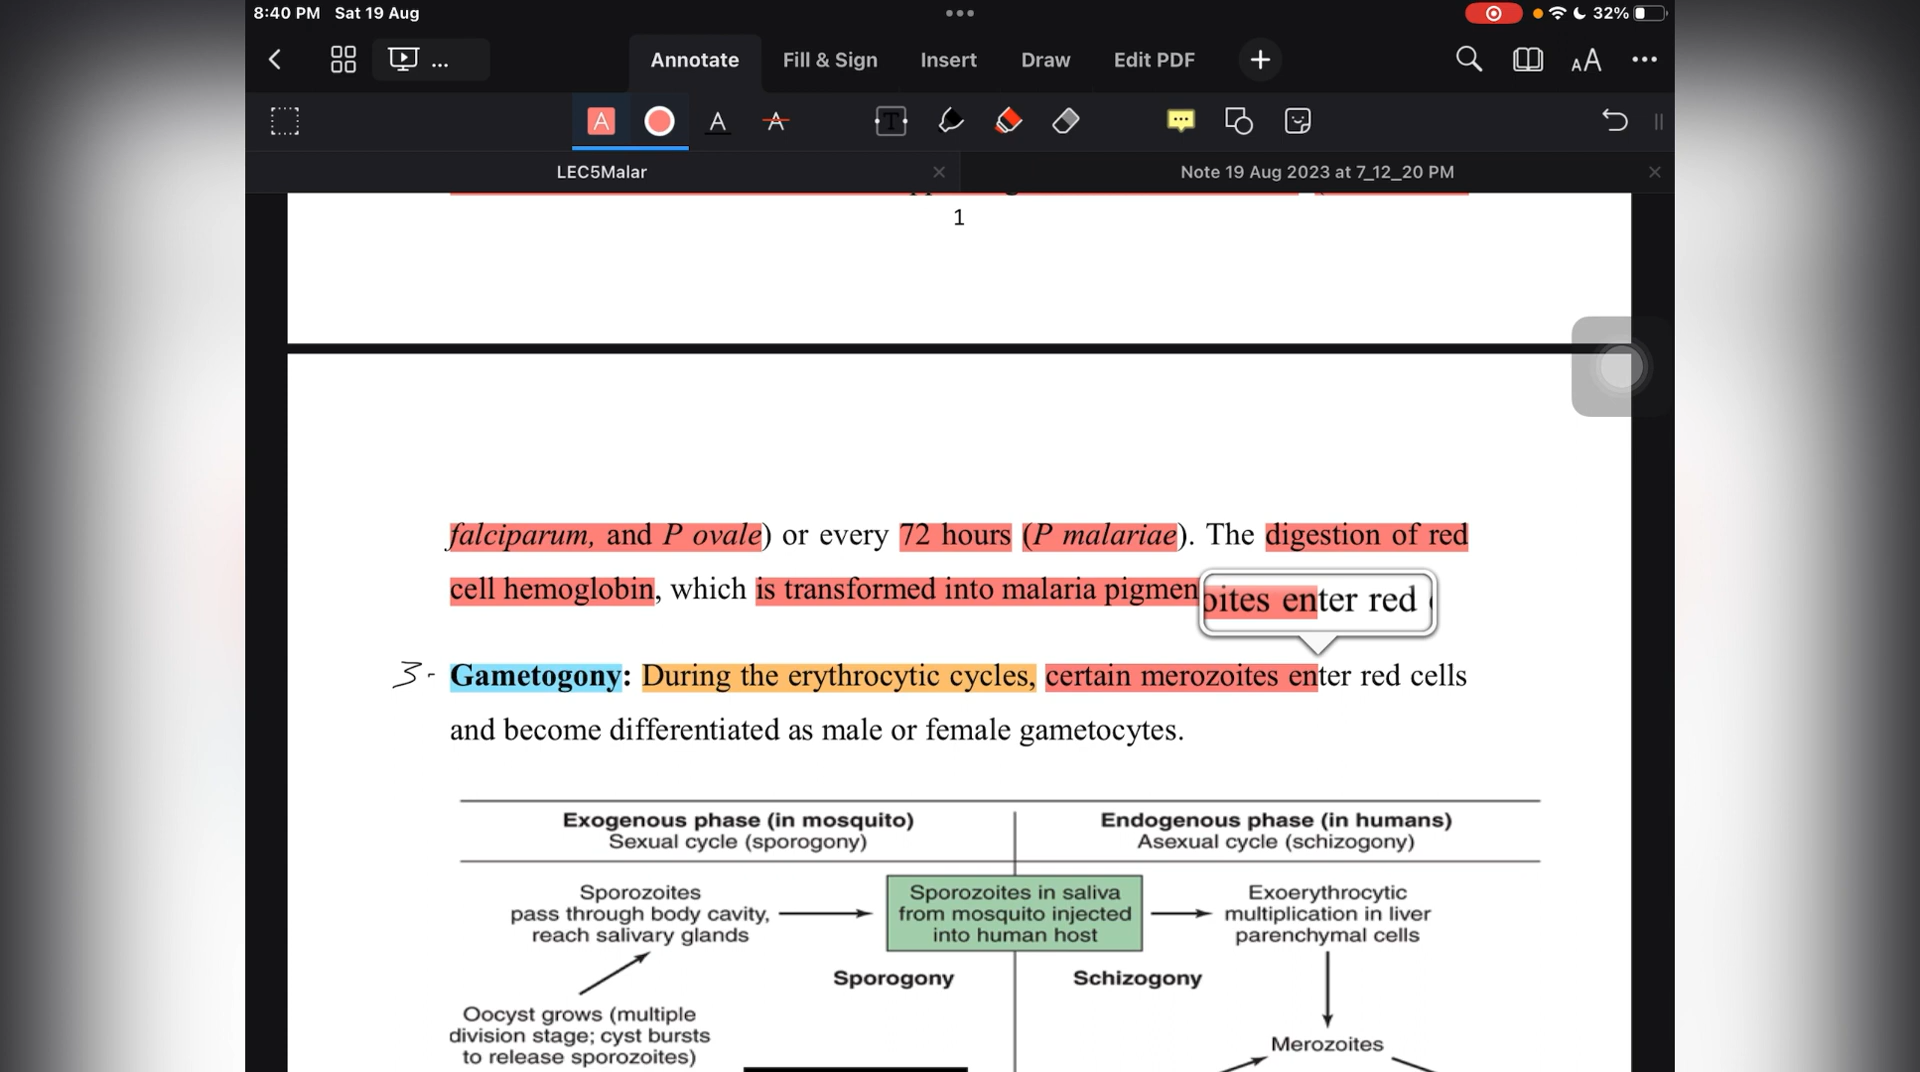 8:40 PM Sat 19 Aug
32%
...
Annotate
Fill & Sign
Insert
Draw
Edit PDF
AA
A
A
A
T
LEC5Malar
Note 19 Aug 2023 at 7_12_20 PM
1
falciparum, and P ovale) or every 72 hours (P malariae). The digestion of red
cell hemoglobin, which is transformed into malaria pigmen
oites enter red
3- Gametogony: During the erythrocytic cycles, certain merozoites enter red cells
and become differentiated as male or female gametocytes.
Exogenous phase (in mosquito)
Sexual cycle (sporogony)
Endogenous phase (in humans)
Asexual cycle (schizogony)
Sporozoites
pass through body cavity,
reach salivary glands
Sporozoites in saliva
from mosquito injected
into human host
Exoerythrocytic
multiplication in liver
parenchymal cells
Sporogony
Schizogony
Oocyst grows (multiple
division stage; cyst bursts
to release sporozoites)
Merozoites